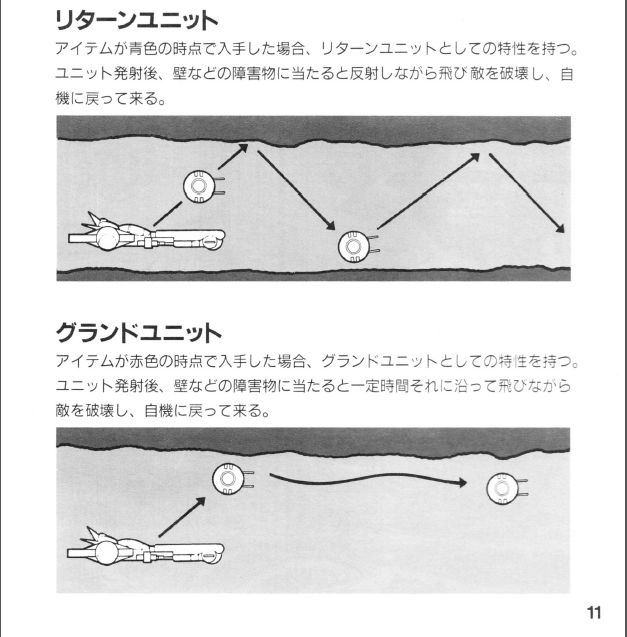 リターンユニット
アイテムが青色の時点で入手した場合、リターンユニットとしての特性を持つ。
ユニット発射後、壁などの障害物に当たると反射しながら飛び敵を破壊し、自
機に戻って来る。
グランドユニット
アイテムが赤色の時点で入手した場合、グランドユニットとしての特性を持つ。
ユニット発射後、壁などの障害物に当たると一定時間それに沿って飛びながら
敵を破壊し、自機に戻って来る。
11